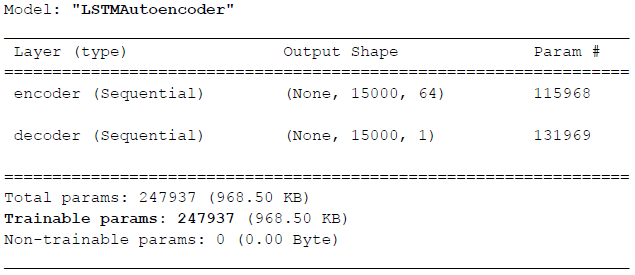 Model: "LSTMAutoencoder"
Layer (type) Output Shape Param #
=================================================================
encoder (Sequential) (None, 15000, 64) 115968
decoder (Sequential) (None, 15000, 1) 131969
=================================================================
Total params: 247937 (968.50 KB)
Trainable params: 247937 (968.50 KB)
Non-trainable params: 0 (0.00 Byte)